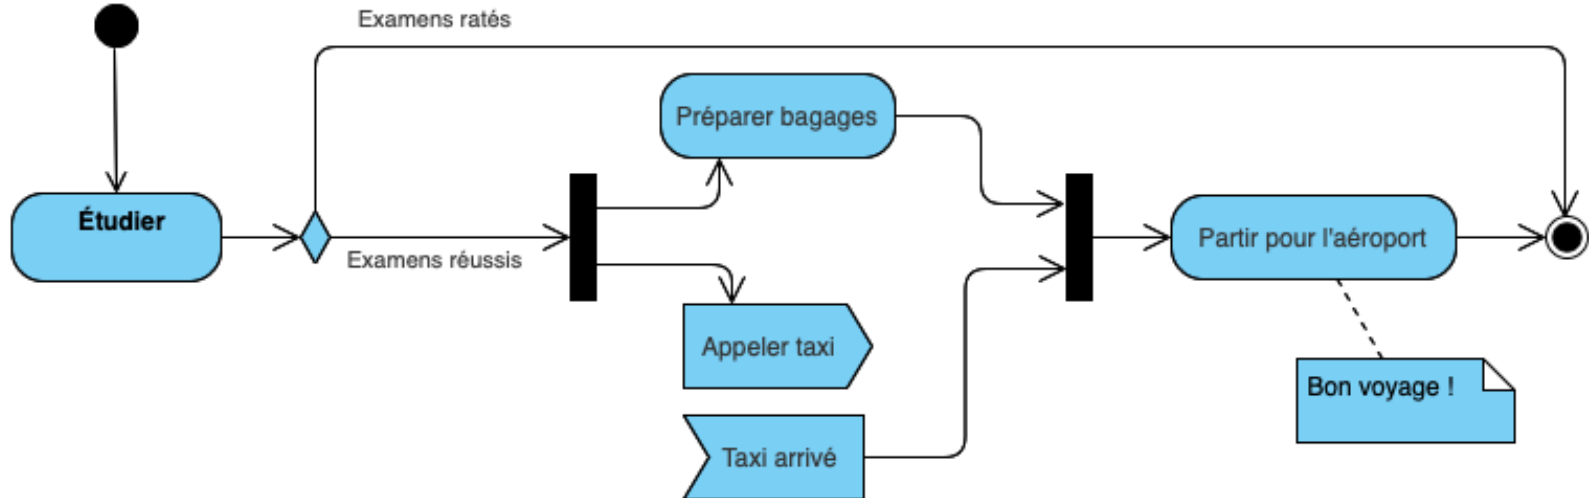 Examens ratés
Préparer bagages
Étudier
Partir pour l'aéroport
Examens réussis
Appeler taxi
Bon voyage !
Taxi arrivé